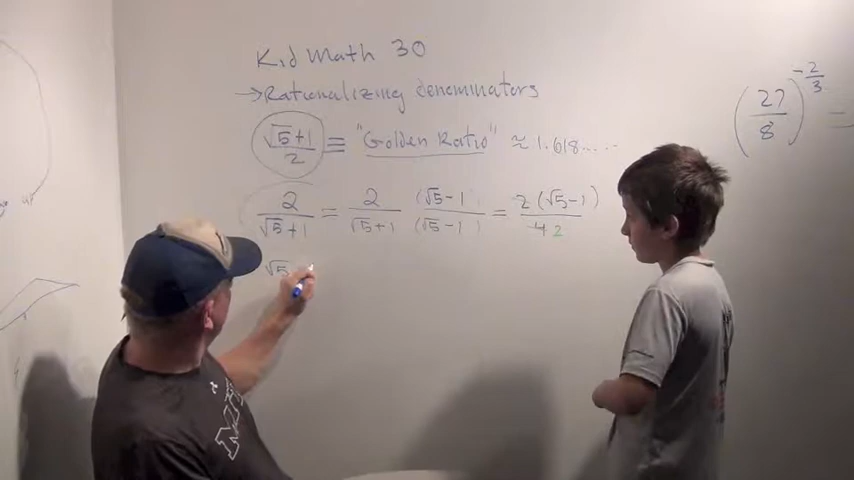 Kid Math 30
→ Rationalizing denominators
(√5+1)/2 ≡ "Golden Ratio" ≈ 1.618......
2/(√5+1) = 2/(√5+1) (√5-1)/(√5-1) = 2(√5-1)/4 2
√5
(27/8)^(-2/3) =
M